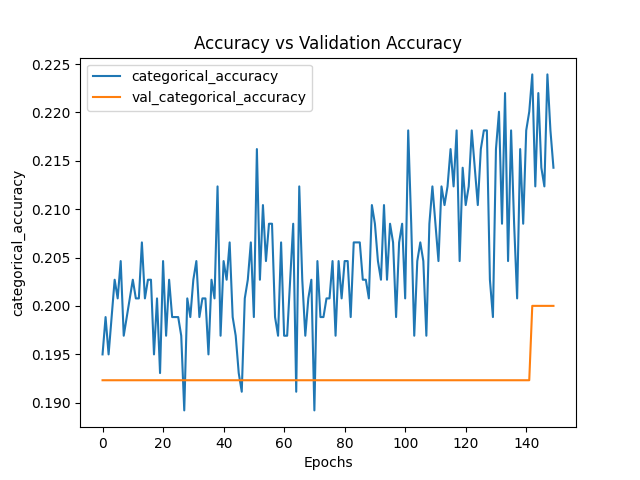 Accuracy vs Validation Accuracy
categorical_accuracy
val_categorical_accuracy
categorical_accuracy
0.225
0.220
0.215
0.210
0.205
0.200
0.195
0.190
0 20 40 60 80 100 120 140
Epochs